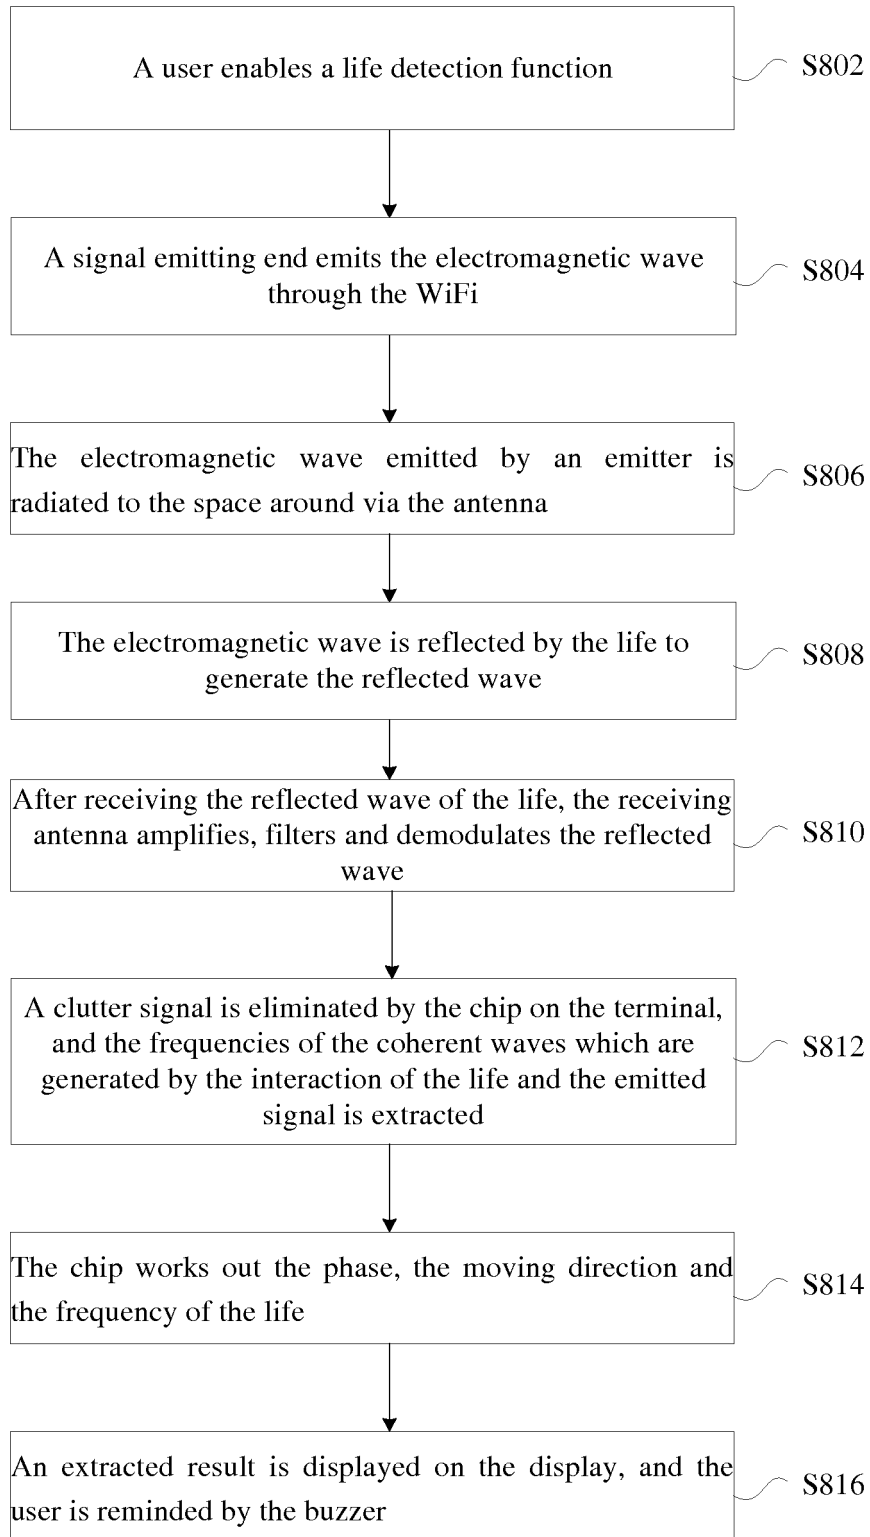 A user enables a life detection function
S802
A signal emitting end emits the electromagnetic wave
through the WiFi
S804
The electromagnetic wave emitted by an emitter is
radiated to the space around via the antenna
S806
The electromagnetic wave is reflected by the life to
generate the reflected wave
S808
After receiving the reflected wave of the life, the receiving
antenna amplifies, filters and demodulates the reflected
wave
S810
A clutter signal is eliminated by the chip on the terminal,
and the frequencies of the coherent waves which are
generated by the interaction of the life and the emitted
signal is extracted
S812
The chip works out the phase, the moving direction and
the frequency of the life
S814
An extracted result is displayed on the display, and the
user is reminded by the buzzer
S816